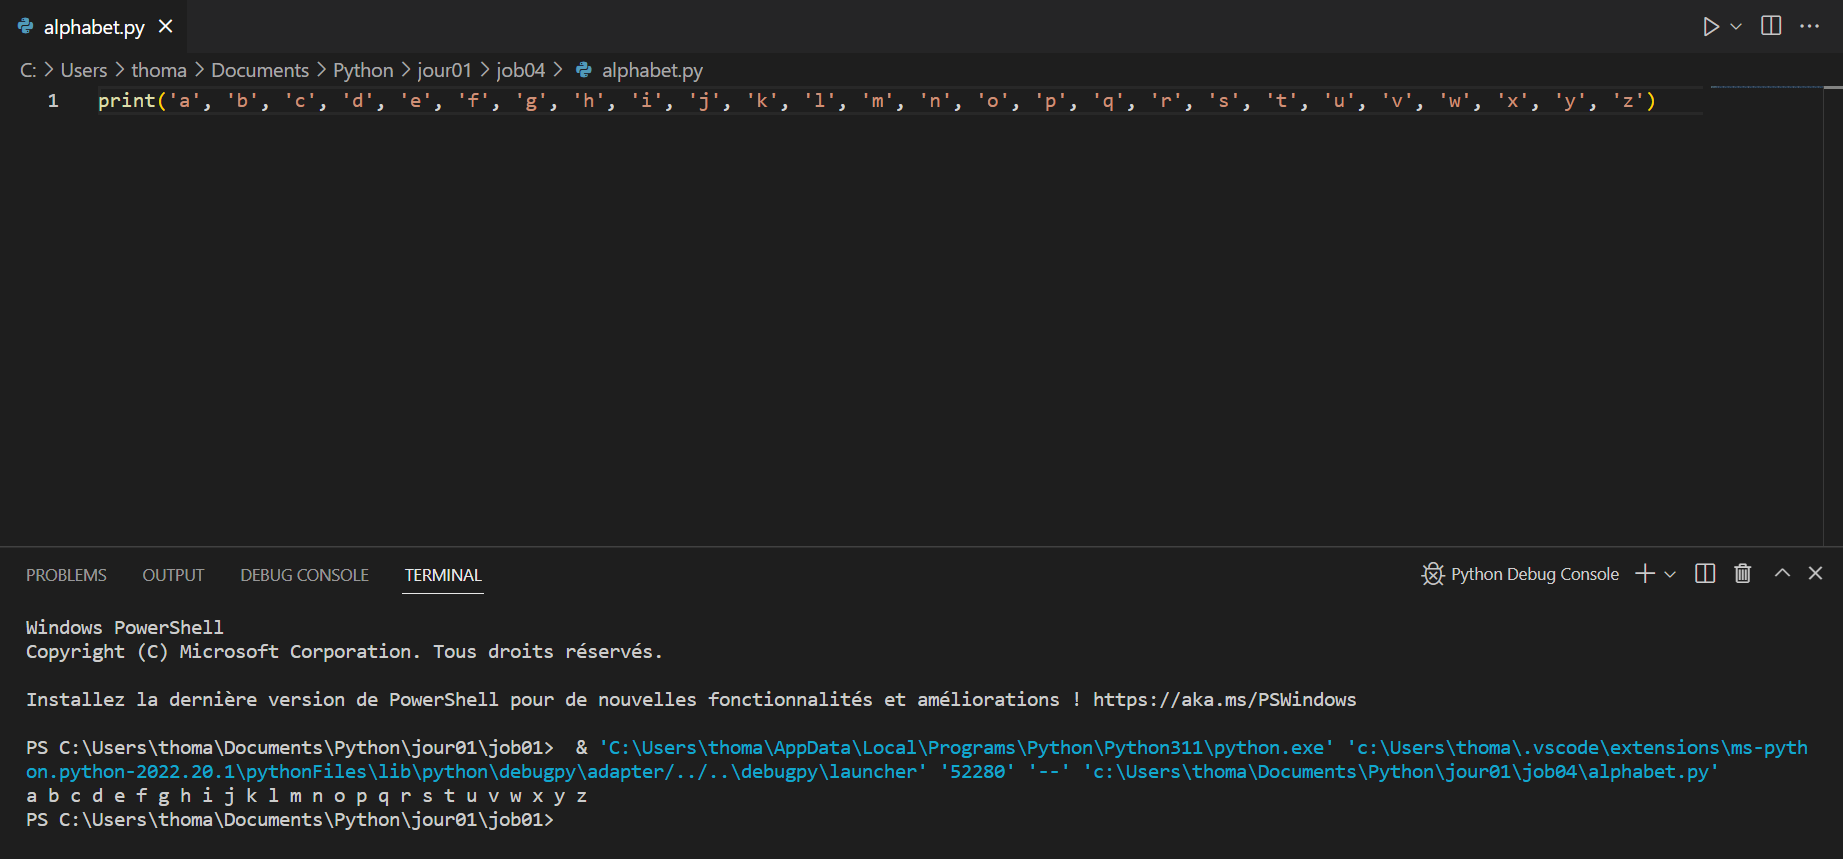 alphabet.py
C: > Users > thoma > Documents > Python > jour01 > job04 > alphabet.py
1 print('a', 'b', 'c', 'd', 'e', 'f', 'g', 'h', 'i', 'j', 'k', 'l', 'm', 'n', 'o', 'p', 'q', 'r', 's', 't', 'u', 'v', 'w', 'x', 'y', 'z')
PROBLEMS OUTPUT DEBUG CONSOLE TERMINAL Python Debug Console
Windows PowerShell
Copyright (C) Microsoft Corporation. Tous droits réservés.
Installez la dernière version de PowerShell pour de nouvelles fonctionnalités et améliorations ! https://aka.ms/PSWindows
PS C:\Users\thoma\Documents\Python\jour01\job01>  & 'C:\Users\thoma\AppData\Local\Programs\Python\Python311\python.exe' 'c:\Users\thoma\.vscode\extensions\ms-pyth
on.python-2022.20.1\pythonFiles\lib\python\debugpy\adapter/../..\debugpy\launcher' '52280' '--' 'c:\Users\thoma\Documents\Python\jour01\job04\alphabet.py'
a b c d e f g h i j k l m n o p q r s t u v w x y z
PS C:\Users\thoma\Documents\Python\jour01\job01>